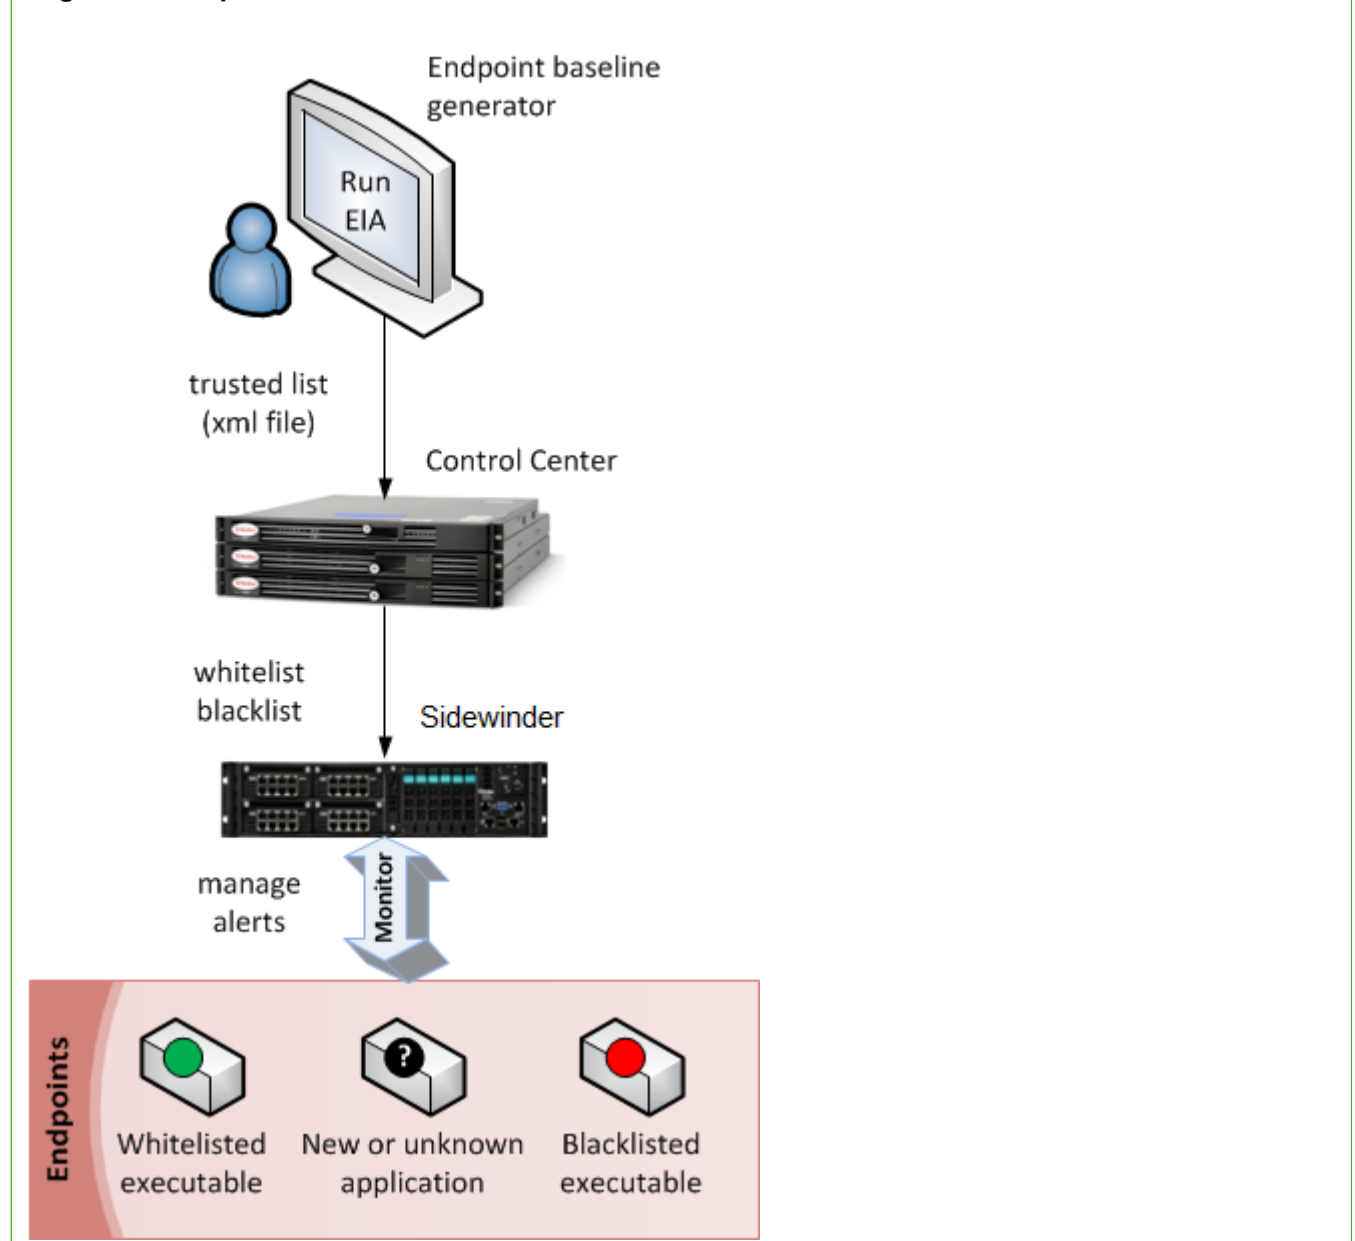 Endpoint baseline
generator
Run
EIA
trusted list
(xml file)
Control Center
whitelist
blacklist
Sidewinder
manage
alerts
Monitor
Endpoints
Whitelisted
executable
?
New or unknown
application
Blacklisted
executable